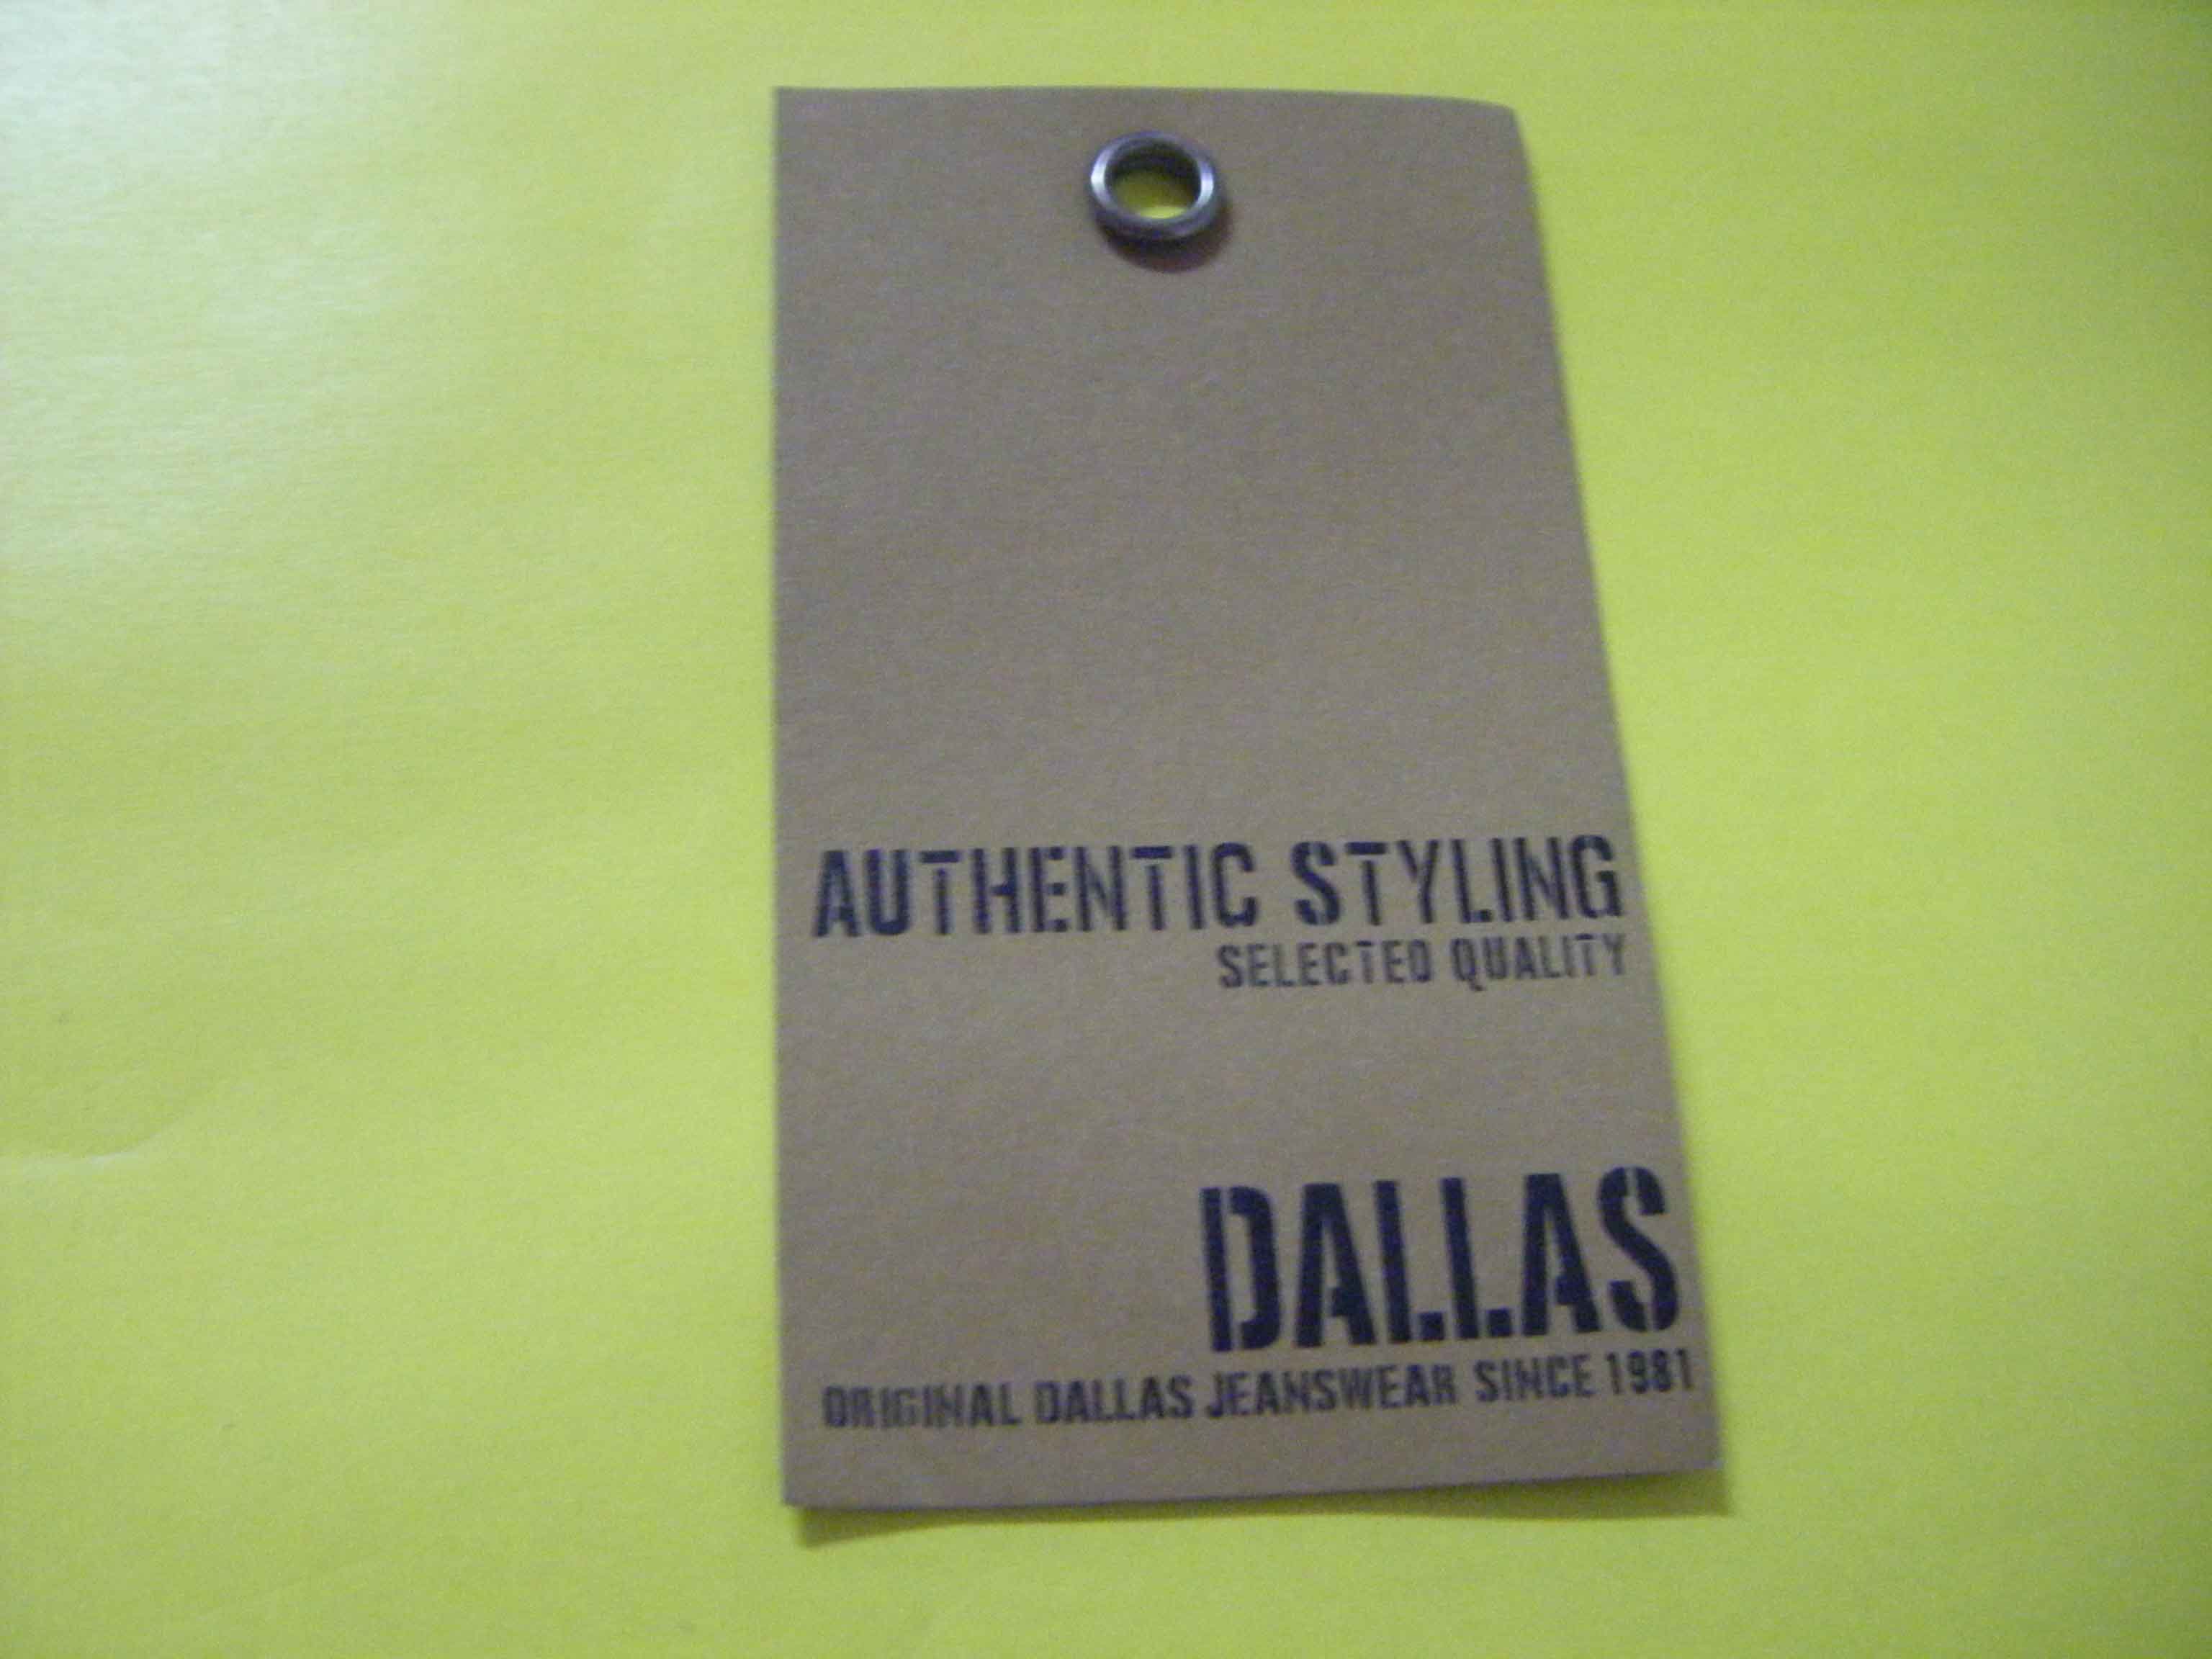 AUTHENTIC STYLING
SELECTED QUALITY
DALLAS
ORIGINAL DALLAS JEANSWEAR SINCE 1981